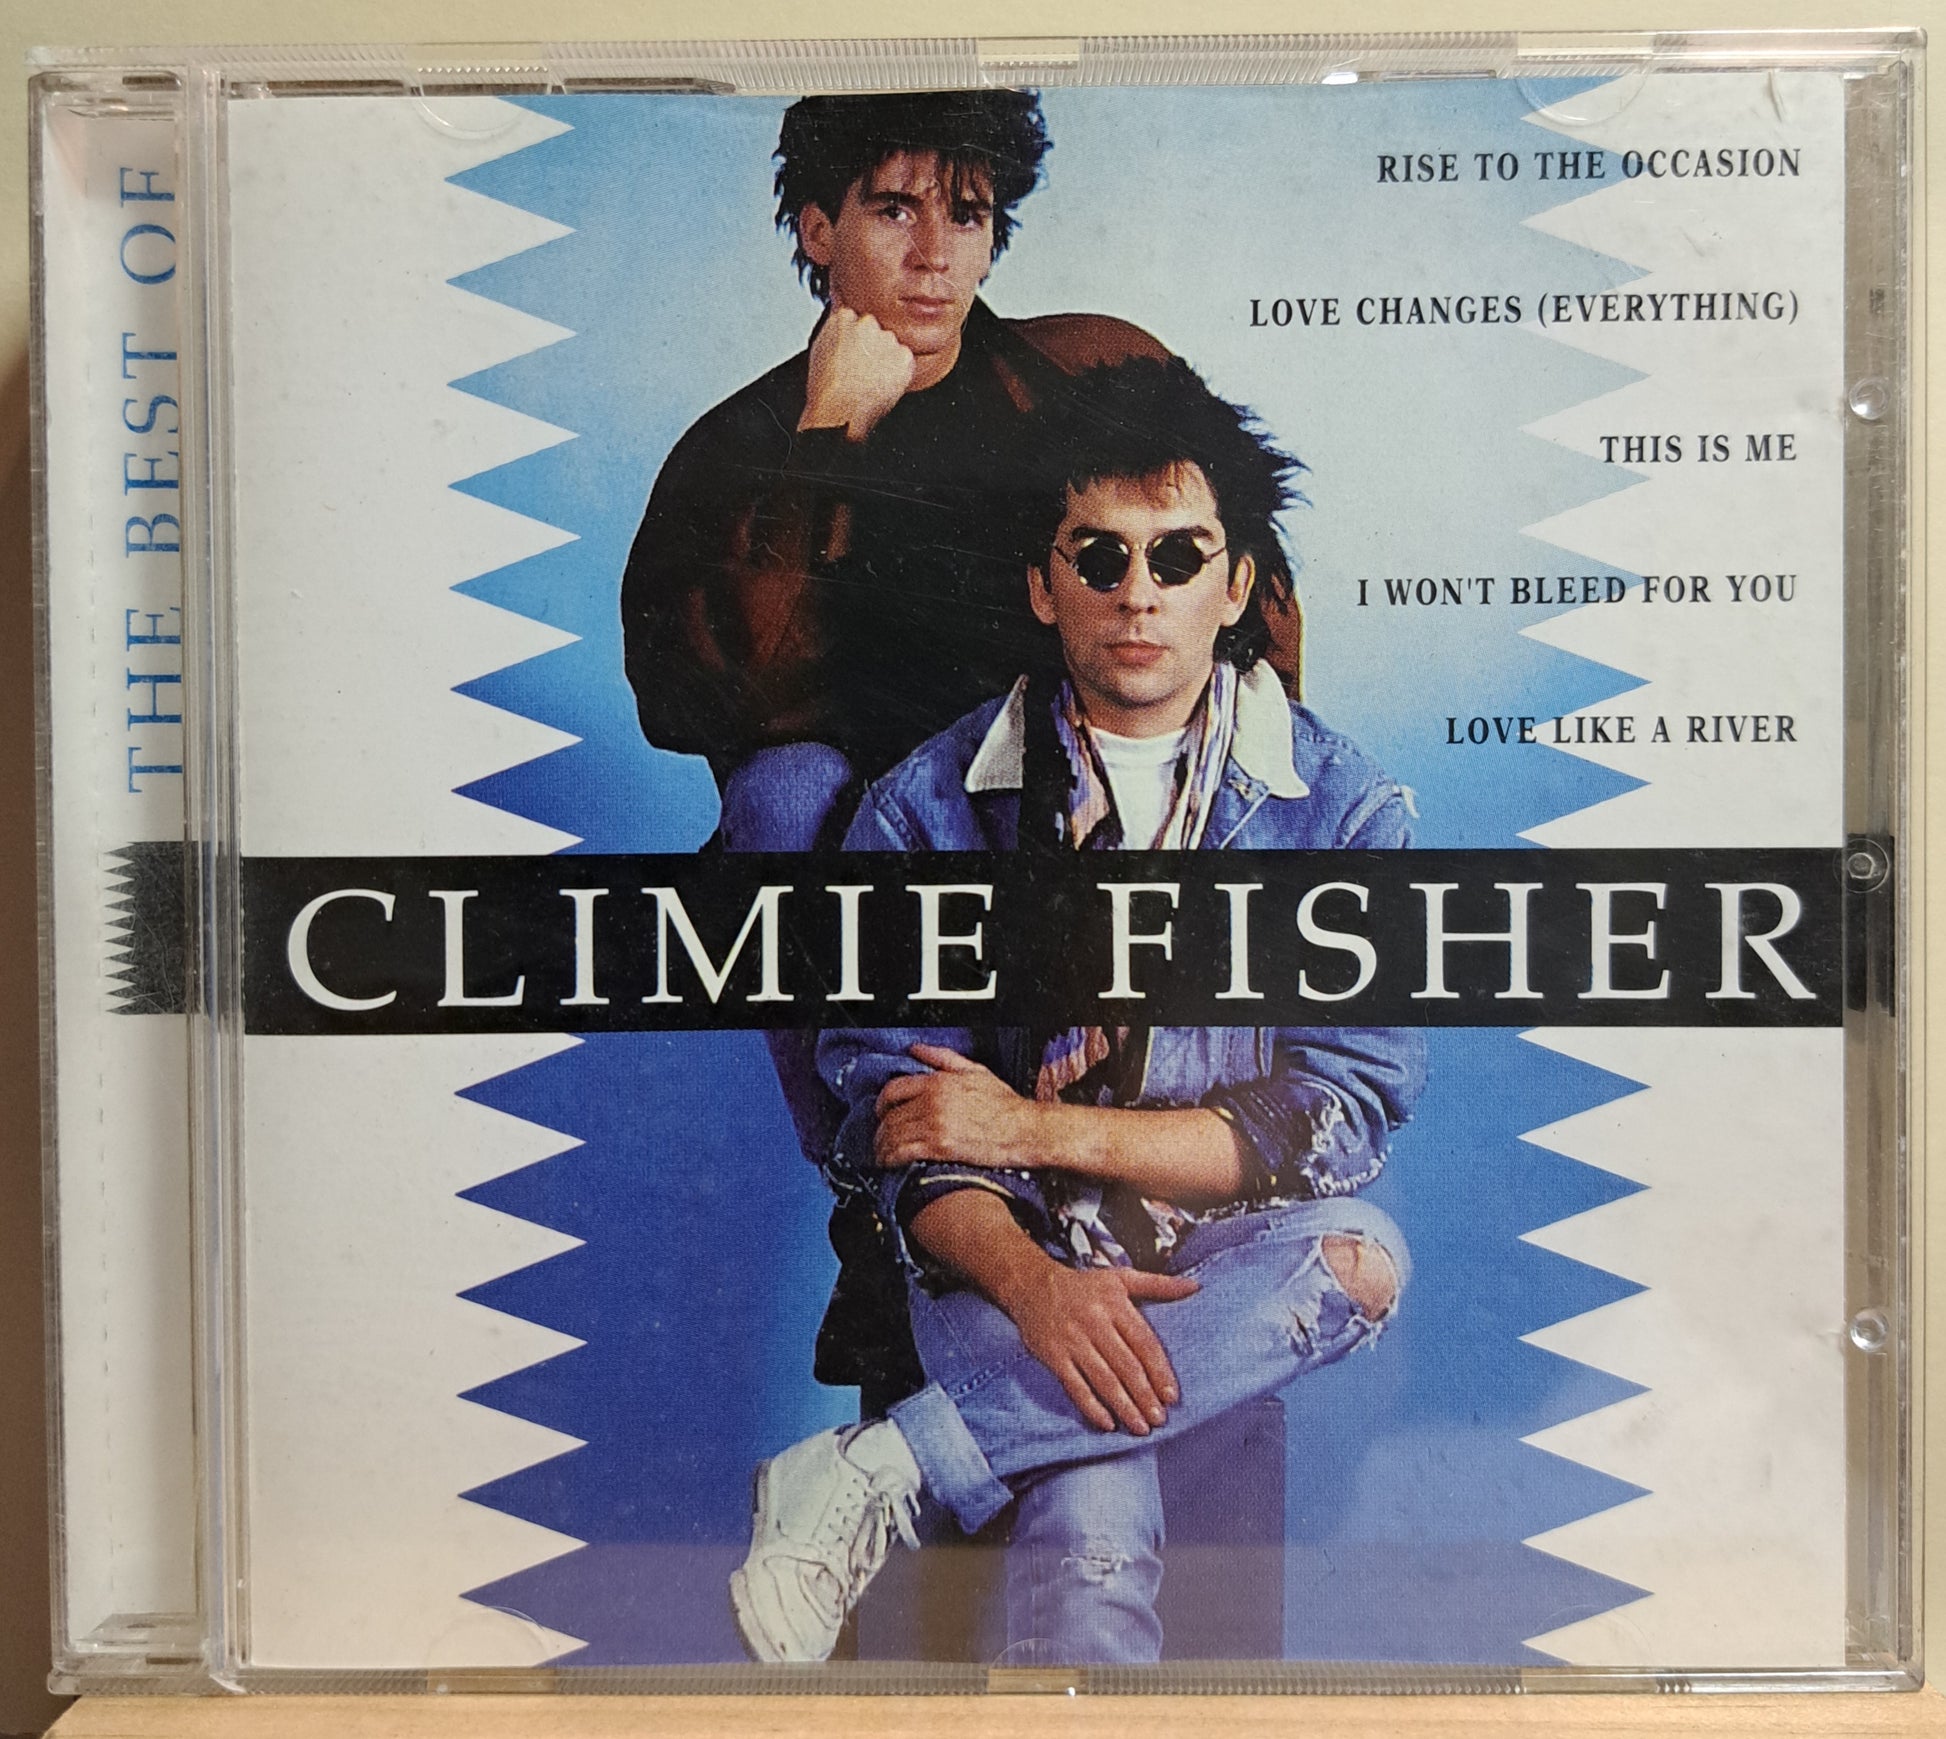 THE BEST OF
RISE TO THE OCCASION
LOVE CHANGES (EVERYTHING)
THIS IS ME
I WON'T BLEED FOR YOU
LOVE LIKE A RIVER
CLIMIE FISHER